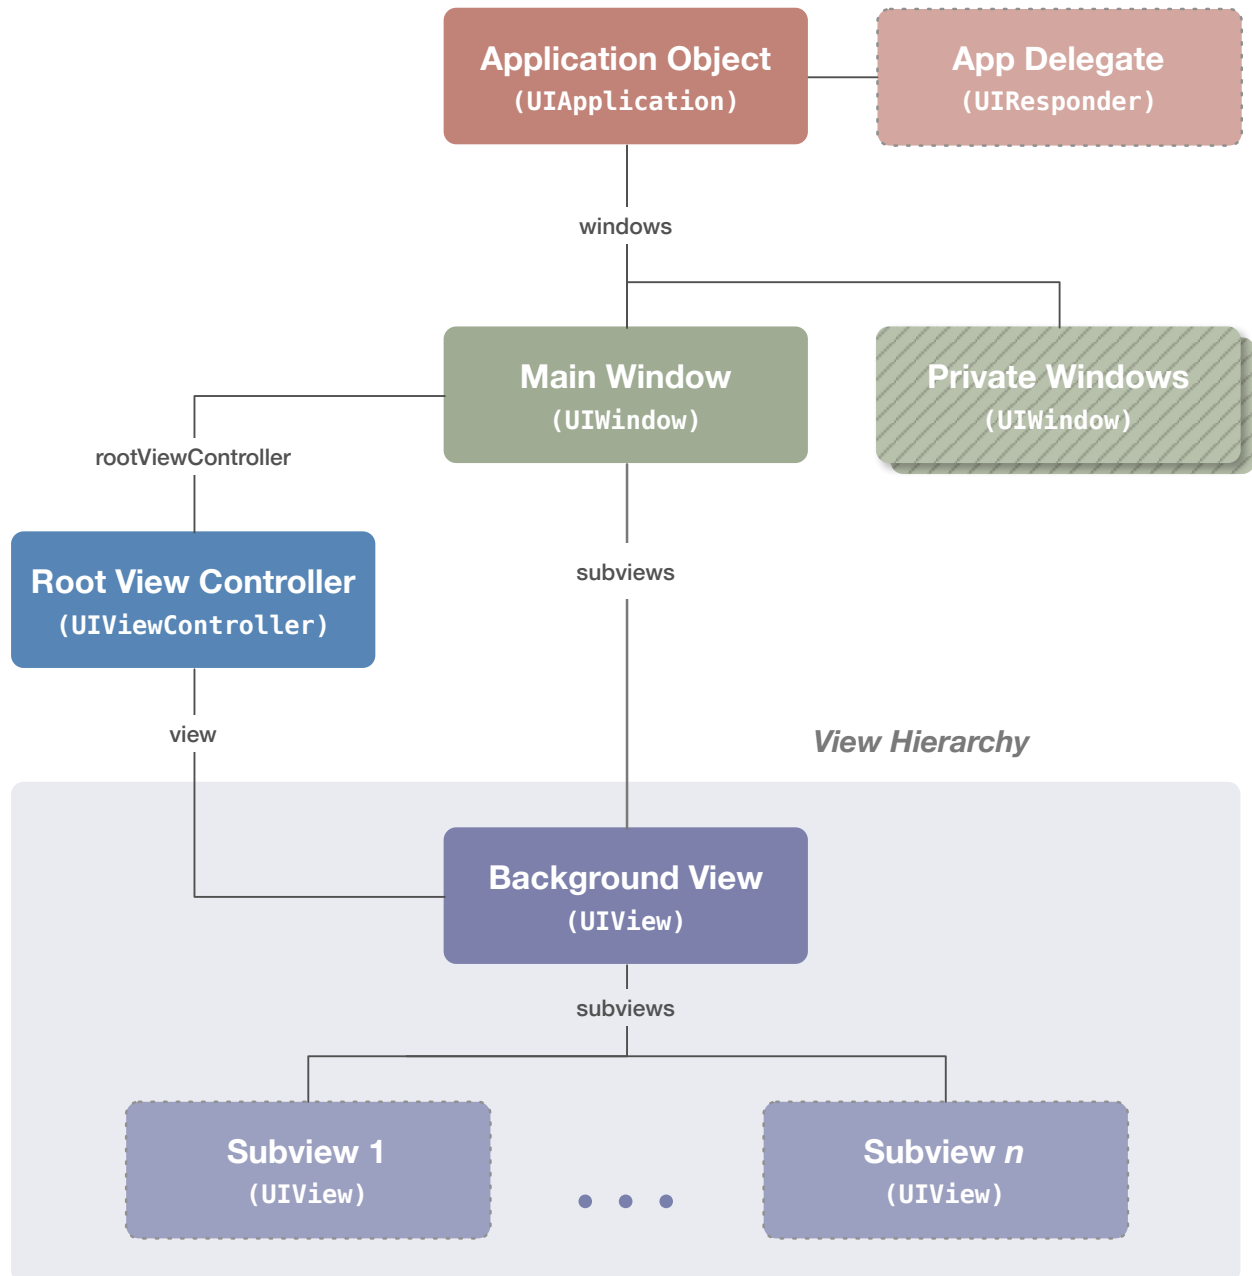 Application Object
(UIApplication)
App Delegate
(UIResponder)
windows
Main Window
(UIWindow)
Private Windows
(UIWindow)
rootViewController
Root View Controller
(UIViewController)
subviews
view
View Hierarchy
Background View
(UIView)
subviews
Subview 1
(UIView)
• • •
Subview n
(UIView)